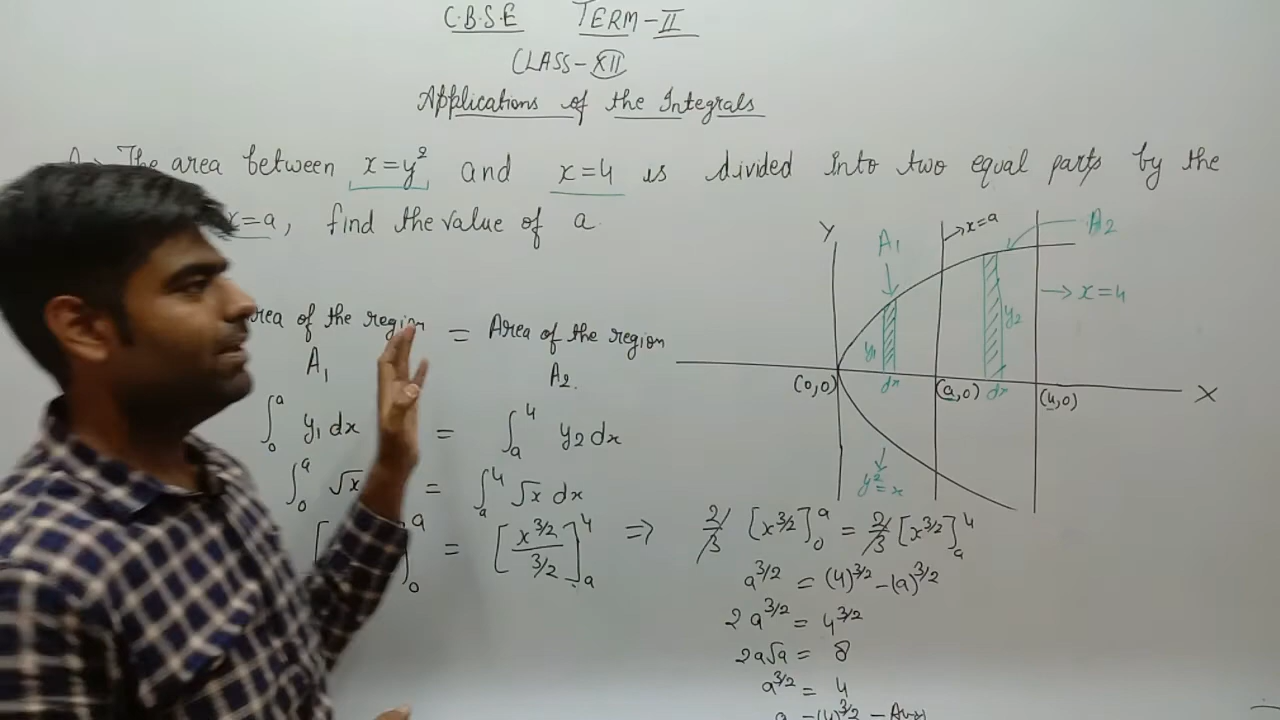 C.B.S.E TERM-II
CLASS-XII
Applications of the Integrals
The area between x=y² and x=4 is divided into two equal parts by the
x=a, find the value of a.
Y
A₁
→x=a
A₂
→ x=4
y₁
y₂
dx
dx
(0,0)
(a,0)
(4,0)
X
y²=x
Area of the region = Area of the region
A₁ A₂.
∫₀ᵃ y₁ dx = ∫ₐ⁴ y₂ dx
∫₀ᵃ √x = ∫ₐ⁴ √x dx
[ ]₀ᵃ = [x^3/2 / 3/2]ₐ⁴ ⇒ 2/3 [x^3/2]₀ᵃ = 2/3 [x^3/2]ₐ⁴
a^3/2 = (4)^3/2 - (a)^3/2
2a^3/2 = 4^3/2
2a√a = 8
a^3/2 = 4